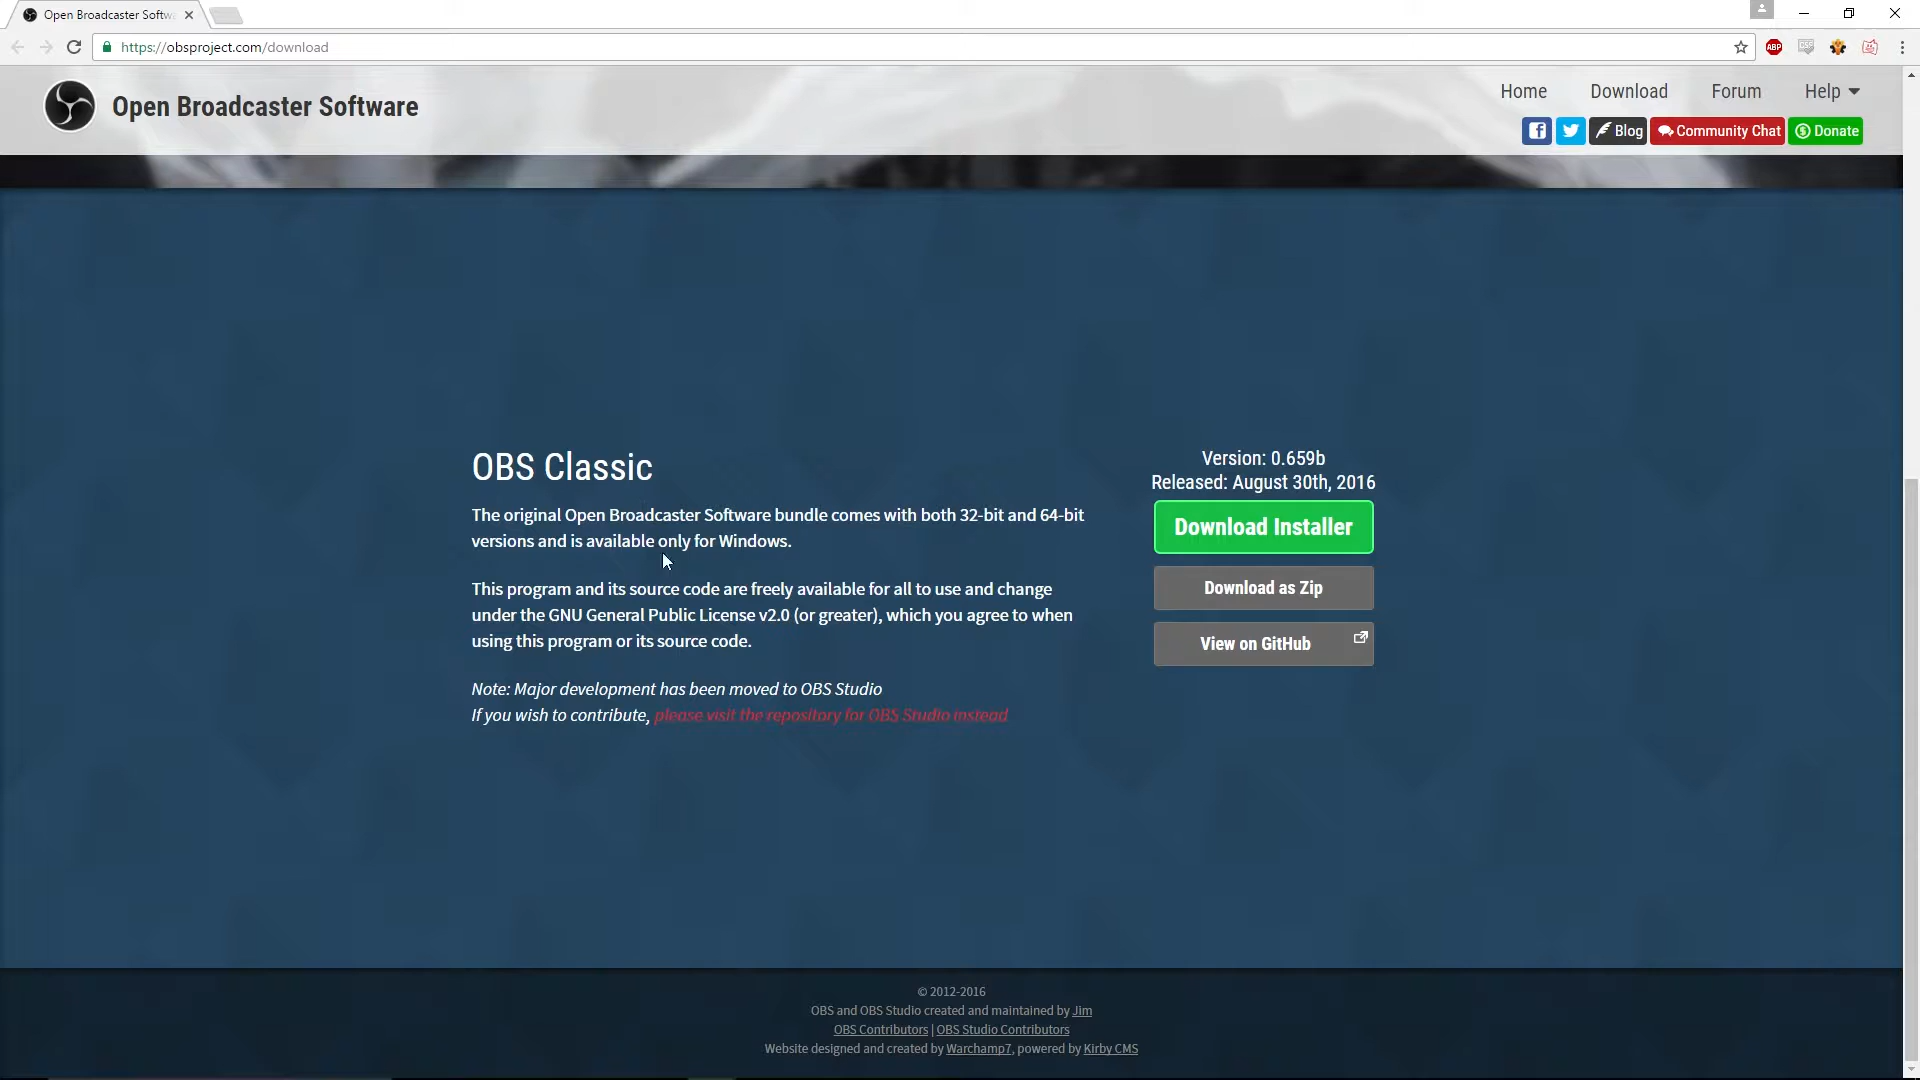 Open Broadcaster Softw
https://obsproject.com/download
ABP
Open Broadcaster Software
Home Download Forum Help
Blog Community Chat Donate
OBS Classic
The original Open Broadcaster Software bundle comes with both 32-bit and 64-bit
versions and is available only for Windows.
This program and its source code are freely available for all to use and change
under the GNU General Public License v2.0 (or greater), which you agree to when
using this program or its source code.
Note: Major development has been moved to OBS Studio
If you wish to contribute, please visit the repository for OBS Studio instead
Version: 0.659b
Released: August 30th, 2016
Download Installer
Download as Zip
View on GitHub
© 2012-2016
OBS and OBS Studio created and maintained by Jim
OBS Contributors | OBS Studio Contributors
Website designed and created by Warchamp7, powered by Kirby CMS